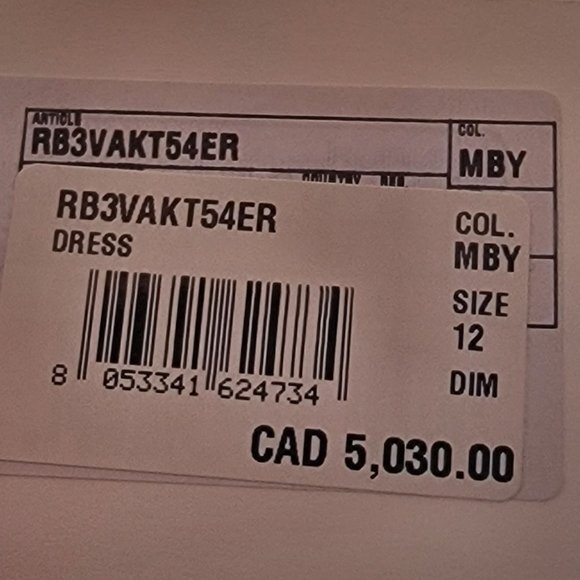 ARTICLE
RB3VAKT54ER
COL.
MBY
RB3VAKT54ER
DRESS
COL.
MBY
SIZE
12
DIM
8 053341 624734
CAD 5,030.00